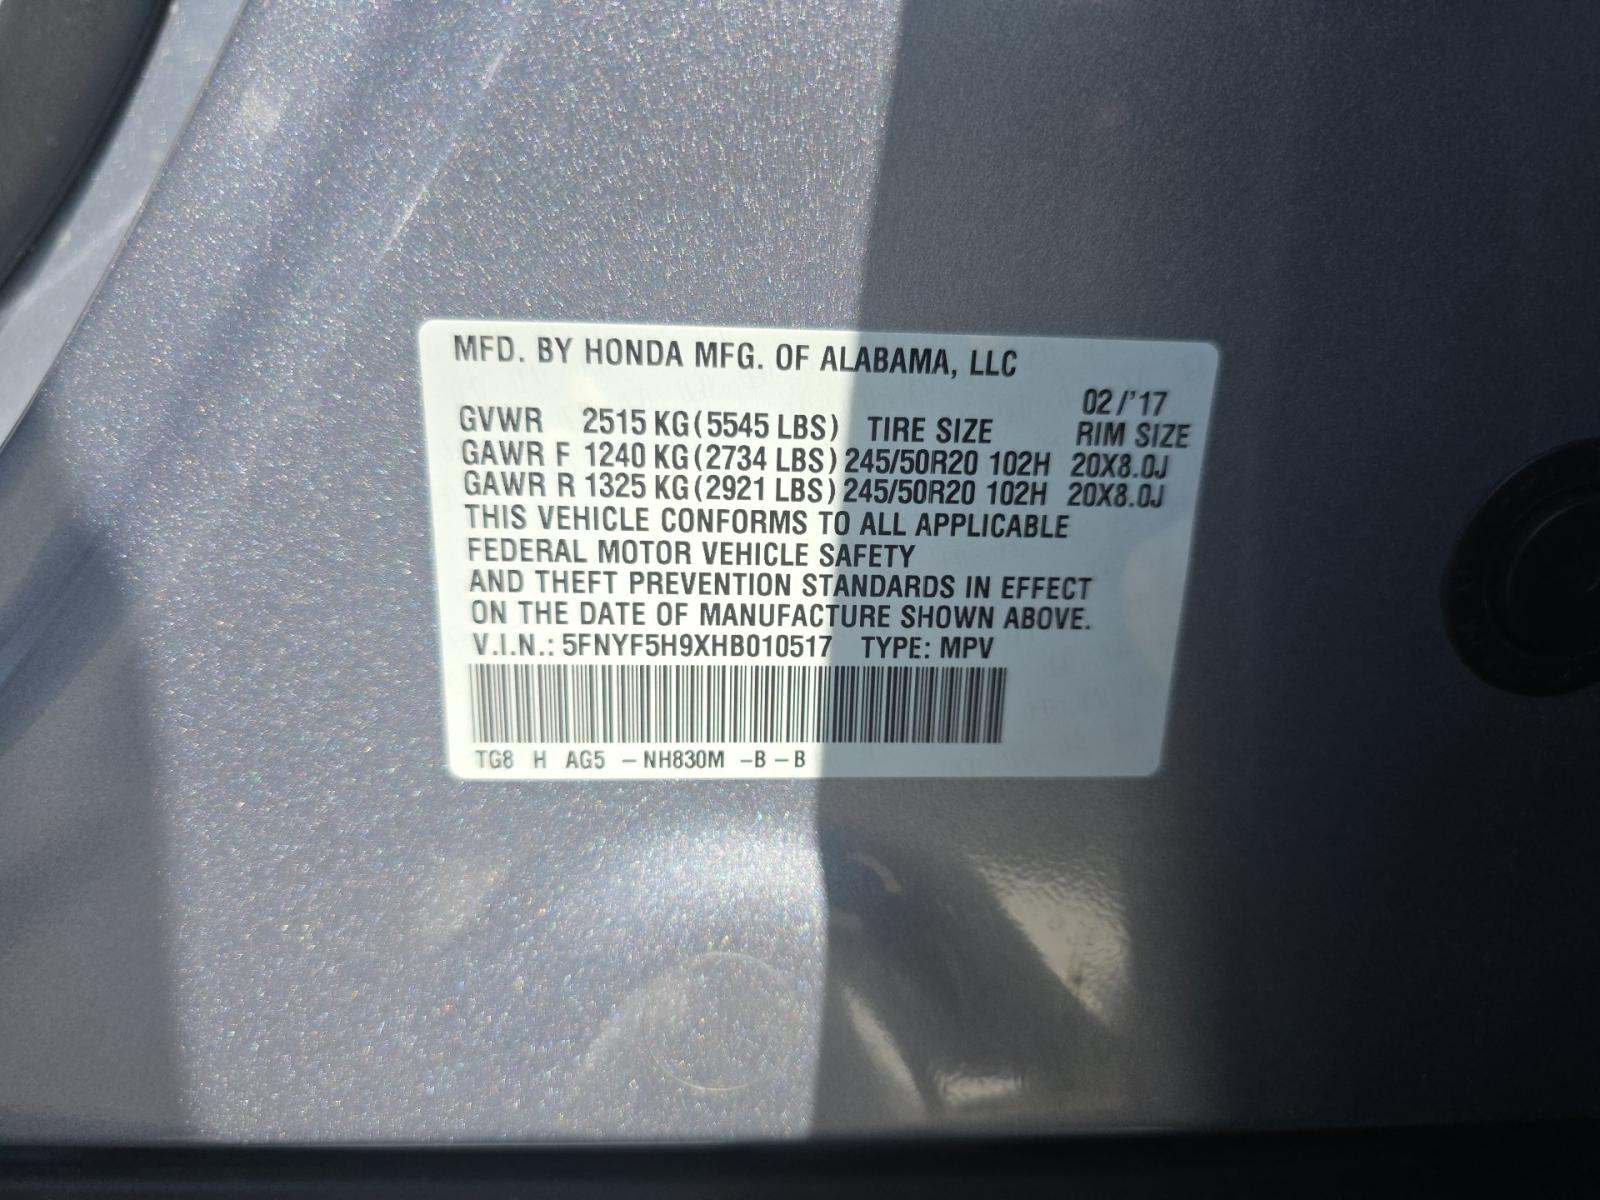 MFD. BY HONDA MFG. OF ALABAMA, LLC
02/'17
GVWR 2515 KG (5545 LBS) TIRE SIZE RIM SIZE
GAWR F 1240 KG (2734 LBS) 245/50R20 102H 20X8.0J
GAWR R 1325 KG (2921 LBS) 245/50R20 102H 20X8.0J
THIS VEHICLE CONFORMS TO ALL APPLICABLE
FEDERAL MOTOR VEHICLE SAFETY
AND THEFT PREVENTION STANDARDS IN EFFECT
ON THE DATE OF MANUFACTURE SHOWN ABOVE.
V.I.N.: 5FNYF5H9XHB010517 TYPE: MPV
TG8 H AG5 - NH830M - B - B